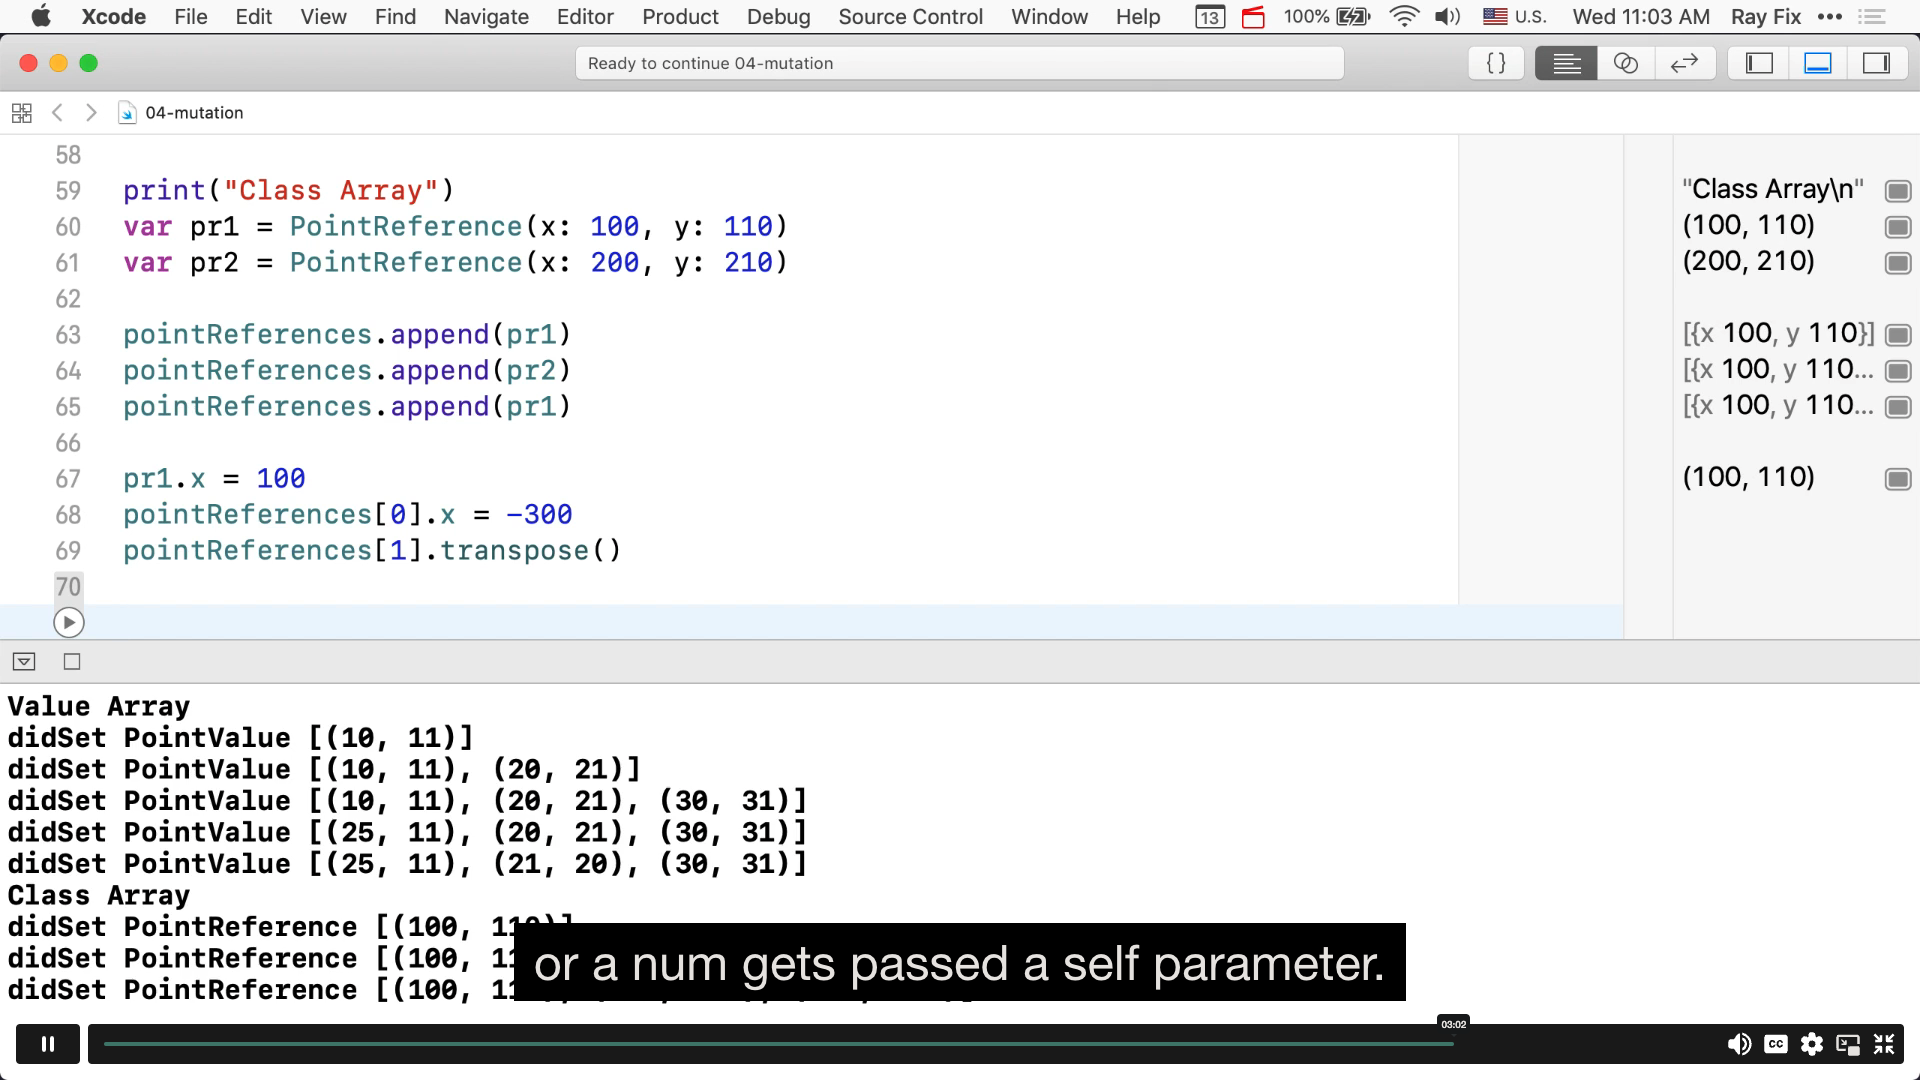 Xcode File Edit View Find Navigate Editor Product Debug Source Control Window Help 13 100% U.S. Wed 11:03 AM Ray Fix
Ready to continue 04-mutation
{}
04-mutation
58
59 print("Class Array") "Class Array\n"
60 var pr1 = PointReference(x: 100, y: 110) (100, 110)
61 var pr2 = PointReference(x: 200, y: 210) (200, 210)
62
63 pointReferences.append(pr1) [{x 100, y 110}]
64 pointReferences.append(pr2) [{x 100, y 110...
65 pointReferences.append(pr1) [{x 100, y 110...
66
67 pr1.x = 100 (100, 110)
68 pointReferences[0].x = -300
69 pointReferences[1].transpose()
70
Value Array
didSet PointValue [(10, 11)]
didSet PointValue [(10, 11), (20, 21)]
didSet PointValue [(10, 11), (20, 21), (30, 31)]
didSet PointValue [(25, 11), (20, 21), (30, 31)]
didSet PointValue [(25, 11), (21, 20), (30, 31)]
Class Array
didSet PointReference [(100, 110)]
didSet PointReference [(100,
didSet PointReference [(100,
or a num gets passed a self parameter.
03:02
CC